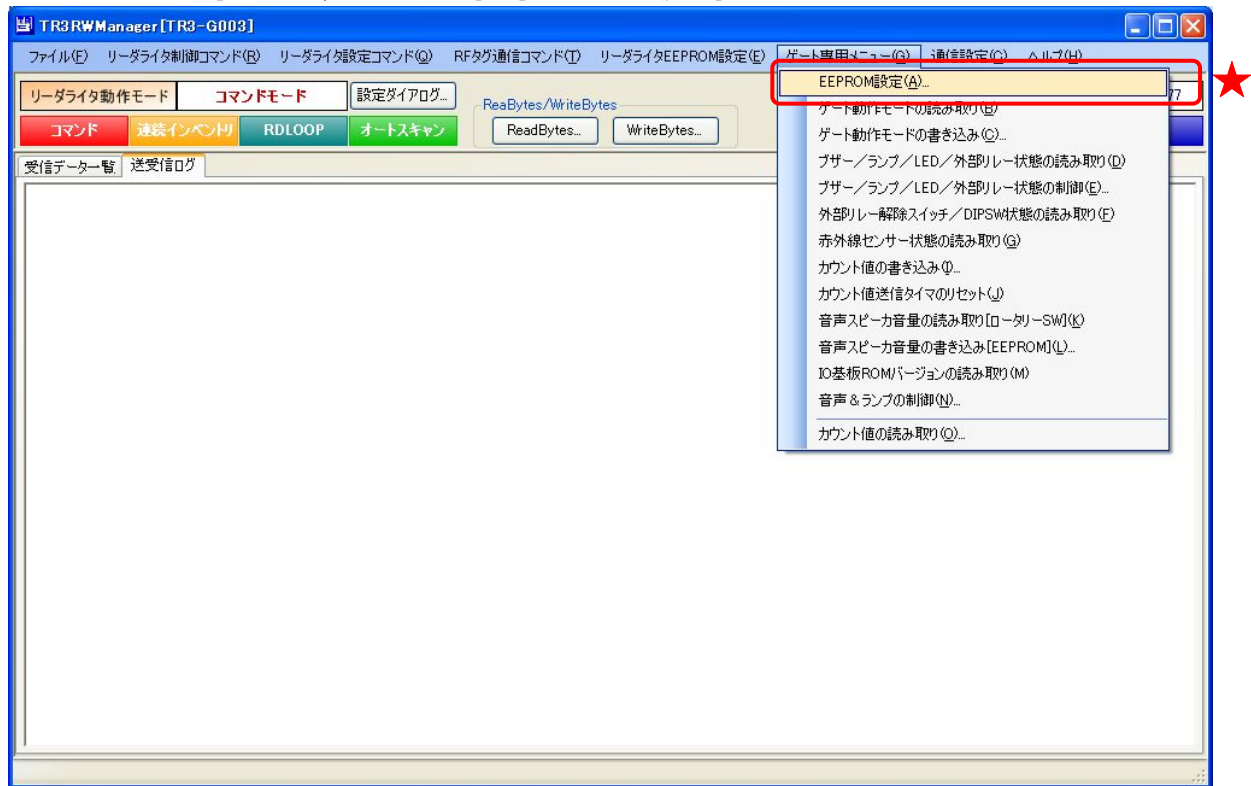 TR3RWManager[TR3-G003]
ファイル(F) リーダライタ制御コマンド(R) リーダライタ設定コマンド(Q) RFタグ通信コマンド(T) リーダライタEEPROM設定(E) ゲート専用メニュー(G) 通信設定(C) ヘルプ(H)
リーダライタ動作モード コマンドモード 設定ダイアログ... ReaBytes/WriteBytes
コマンド 連続インベントリ RDLOOP オートスキャン ReadBytes... WriteBytes...
受信データ一覧 送受信ログ
EEPROM設定(A)...
ゲート動作モードの読み取り(B)
ゲート動作モードの書き込み(C)...
ブザー/ランプ/LED/外部リレー状態の読み取り(D)
ブザー/ランプ/LED/外部リレー状態の制御(E)...
外部リレー解除スイッチ/DIPSW状態の読み取り(F)
赤外線センサー状態の読み取り(G)
カウント値の書き込み(I)...
カウント値送信タイマのリセット(J)
音声スピーカ音量の読み取り[ロータリーSW](K)
音声スピーカ音量の書き込み[EEPROM](L)...
IO基板ROMバージョンの読み取り(M)
音声&ランプの制御(N)...
カウント値の読み取り(O)...
77